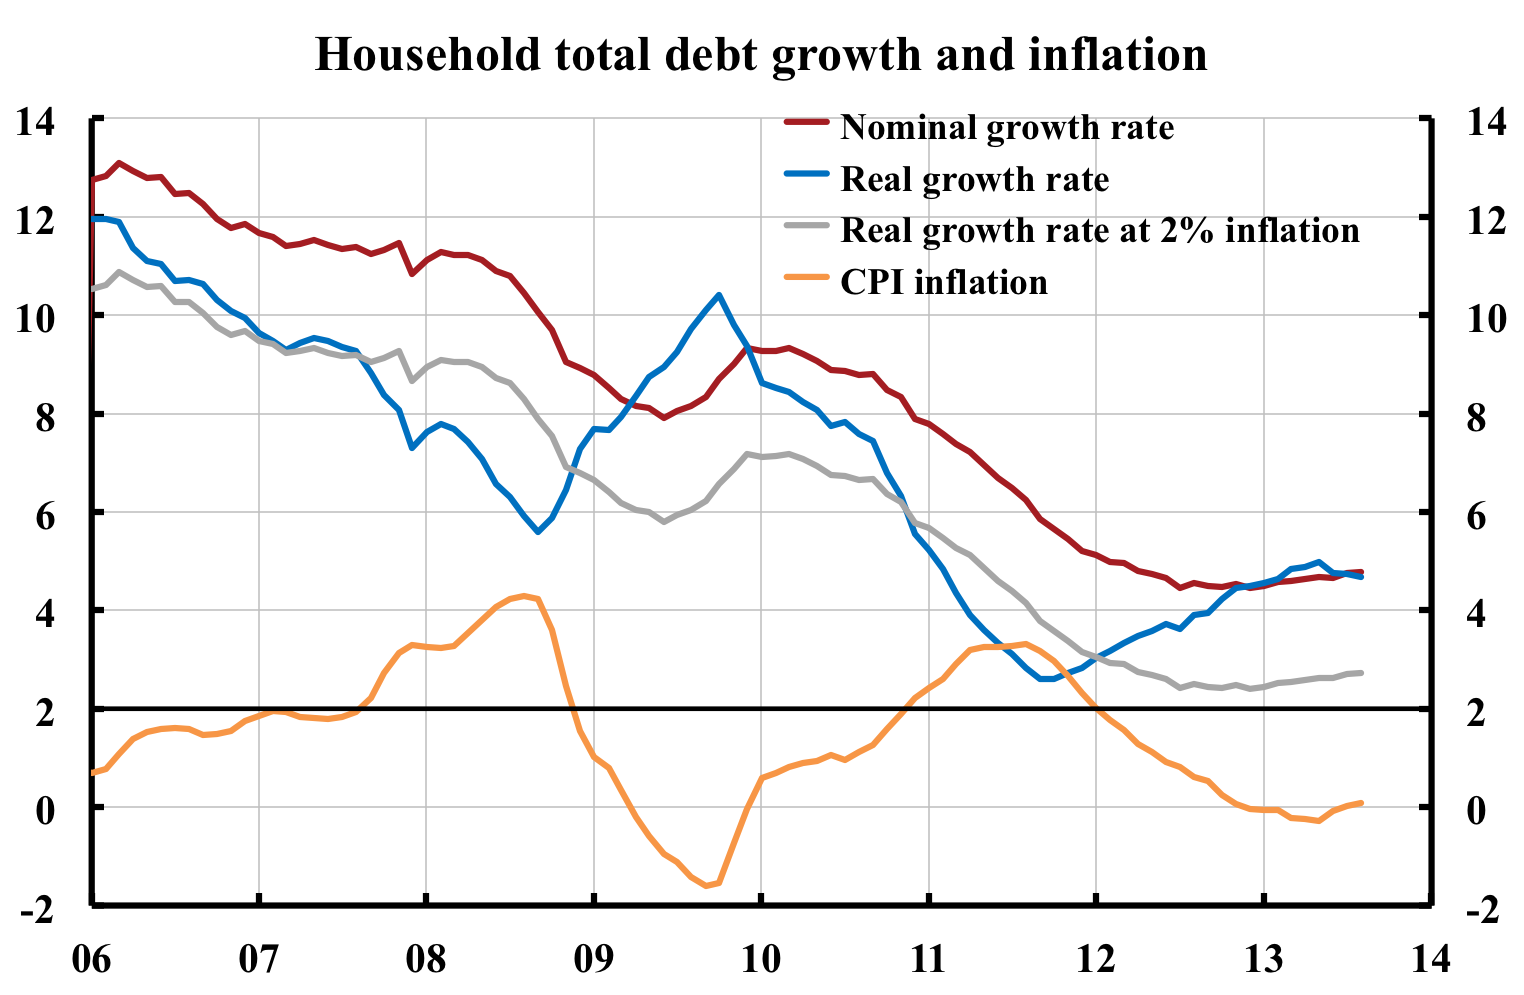 Household total debt growth and inflation
Nominal growth rate
Real growth rate
Real growth rate at 2% inflation
CPI inflation
14 14
12 12
10 10
8 8
6 6
4 4
2 2
0 0
-2 -2
06 07 08 09 10 11 12 13 14